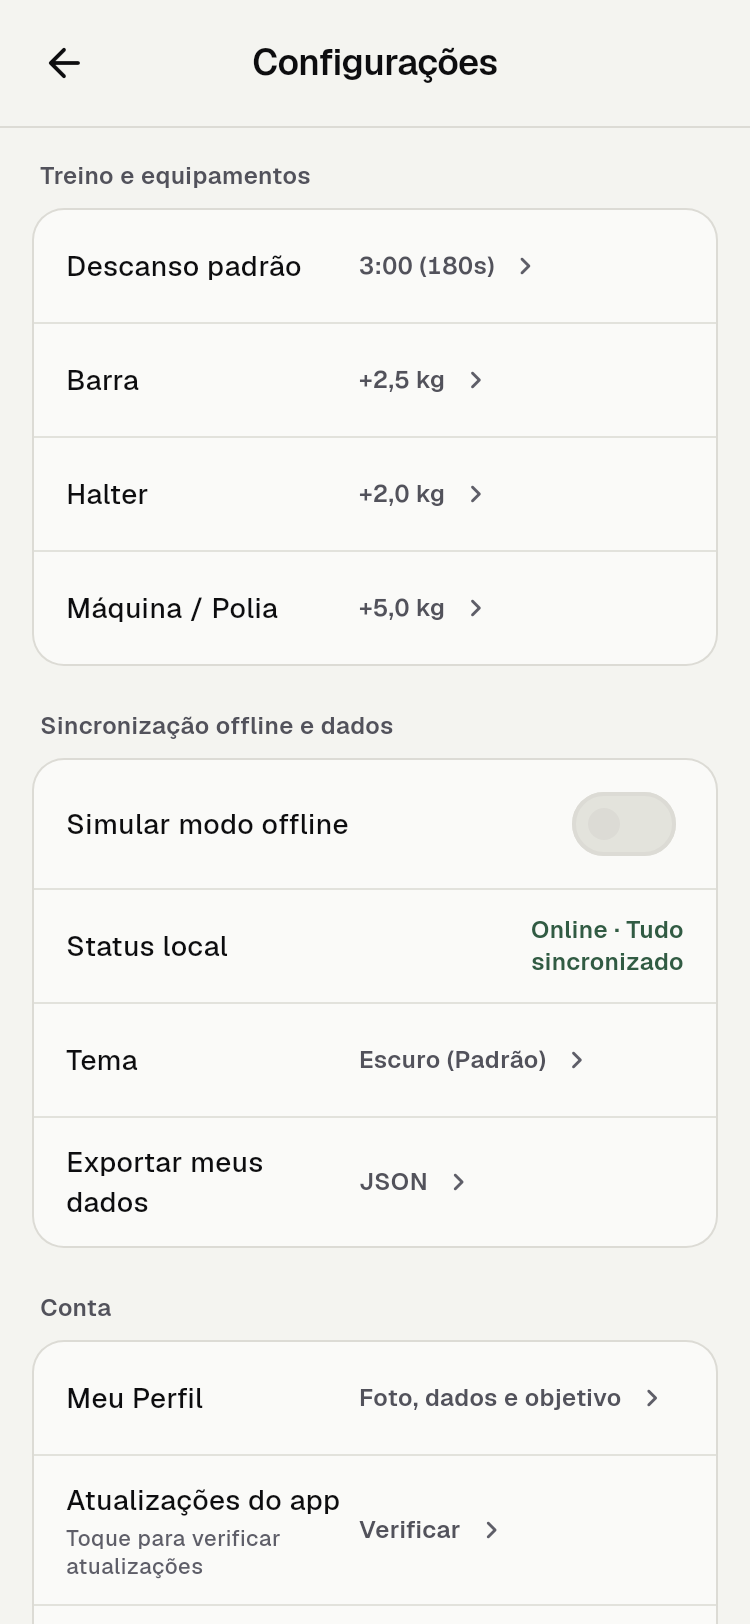 Configurações
Treino e equipamentos
Descanso padrão 3:00 (180s)
Barra +2,5 kg
Halter +2,0 kg
Máquina / Polia +5,0 kg
Sincronização offline e dados
Simular modo offline
Status local Online · Tudo
sincronizado
Tema Escuro (Padrão)
Exportar meus
dados JSON
Conta
Meu Perfil Foto, dados e objetivo
Atualizações do app
Toque para verificar
atualizações
Verificar